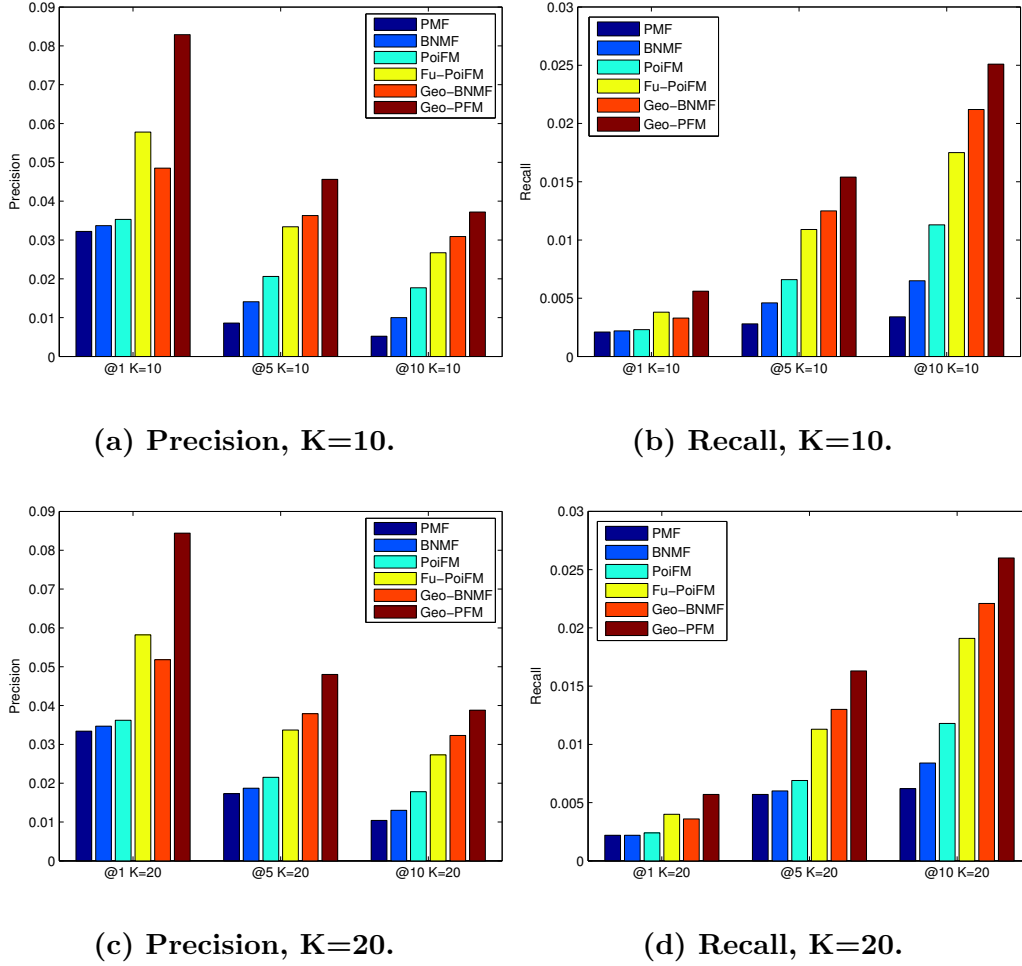 0.09
0.08
0.07
0.06
0.05
0.04
0.03
0.02
0.01
0
Precision
PMF
BNMF
PoiFM
Fu−PoiFM
Geo−BNMF
Geo−PFM
@1 K=10
@5 K=10
@10 K=10
(a) Precision, K=10.
0.03
0.025
0.02
0.015
0.01
0.005
0
Recall
PMF
BNMF
PoiFM
Fu−PoiFM
Geo−BNMF
Geo−PFM
@1 K=10
@5 K=10
@10 K=10
(b) Recall, K=10.
0.09
0.08
0.07
0.06
0.05
0.04
0.03
0.02
0.01
0
Precision
PMF
BNMF
PoiFM
Fu−PoiFM
Geo−BNMF
Geo−PFM
@1 K=20
@5 K=20
@10 K=20
(c) Precision, K=20.
0.03
0.025
0.02
0.015
0.01
0.005
0
Recall
PMF
BNMF
PoiFM
Fu−PoiFM
Geo−BNMF
Geo−PFM
@1 K=20
@5 K=20
@10 K=20
(d) Recall, K=20.